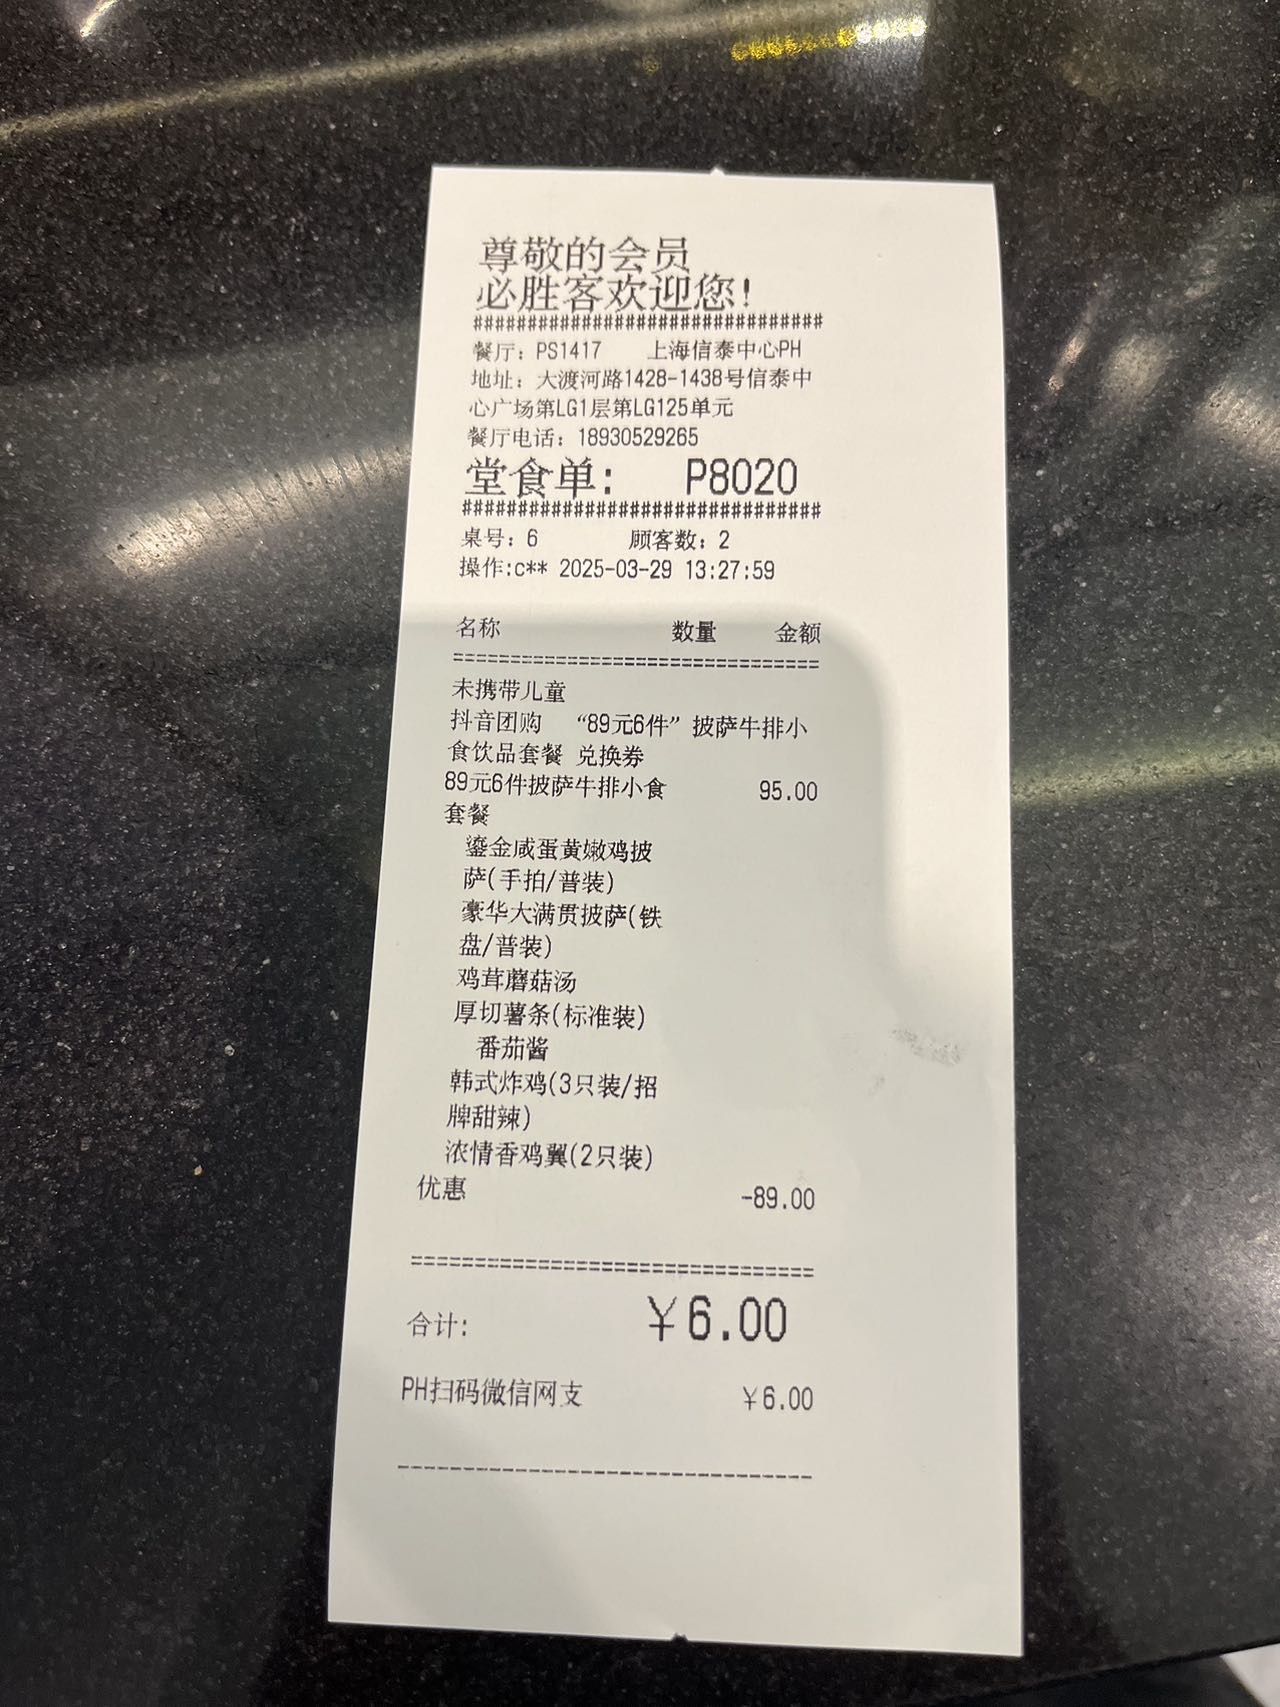 尊敬的会员
必胜客欢迎您!
################################
餐厅: PS1417 上海信泰中心PH
地址: 大渡河路1428-1438号信泰中
心广场第LG1层第LG125单元
餐厅电话: 18930529265
堂食单: P8020
################################
桌号: 6 顾客数: 2
操作:c** 2025-03-29 13:27:59
名称 数量 金额
================================
未携带儿童
抖音团购 “89元6件”披萨牛排小
食饮品套餐 兑换券
89元6件披萨牛排小食 95.00
套餐
鎏金咸蛋黄嫩鸡披
萨(手拍/普装)
豪华大满贯披萨(铁
盘/普装)
鸡茸蘑菇汤
厚切薯条(标准装)
番茄酱
韩式炸鸡(3只装/招
牌甜辣)
浓情香鸡翼(2只装)
优惠 -89.00
================================
合计: ￥6.00
PH扫码微信网支 ￥6.00
--------------------------------